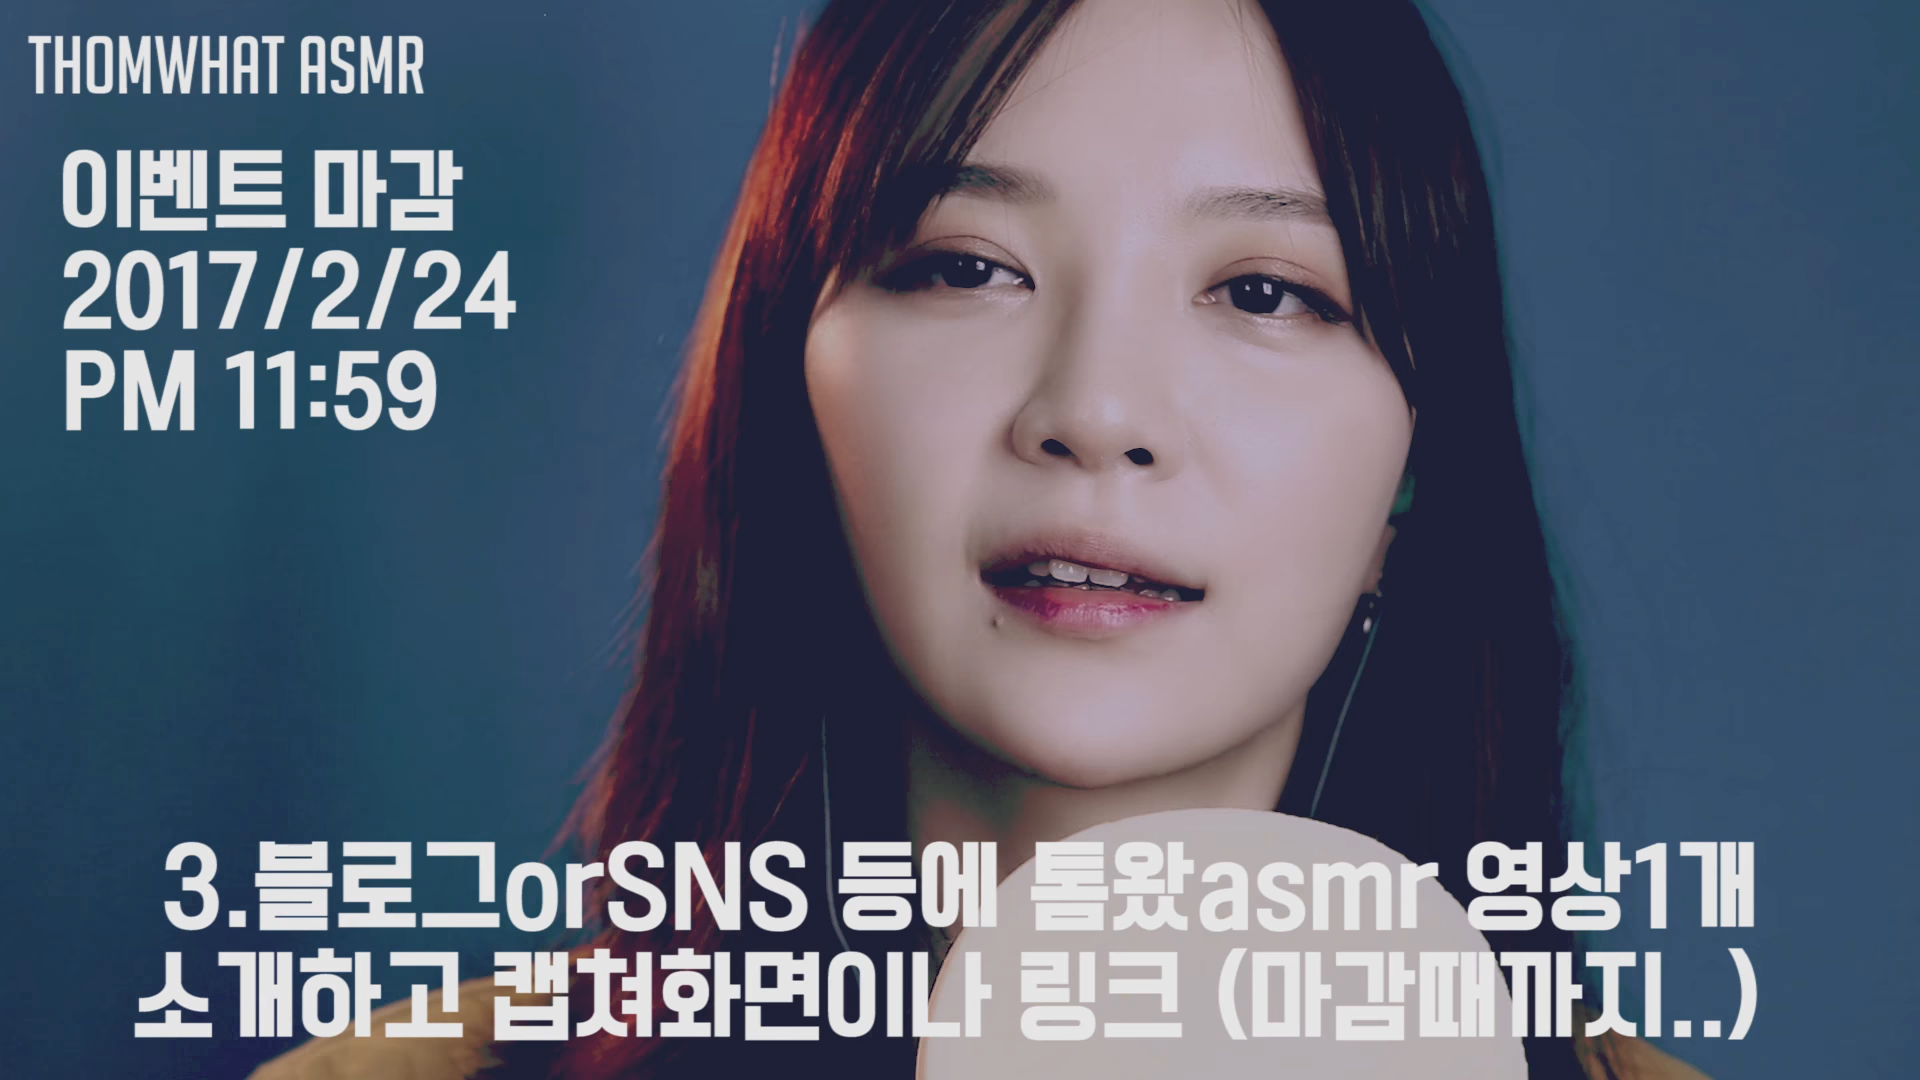 THOMWHAT ASMR
이벤트 마감
2017/2/24
PM 11:59
3.블로그orSNS 등에 톰왔asmr 영상1개
소개하고 캡쳐화면이나 링크 (마감때까지..)